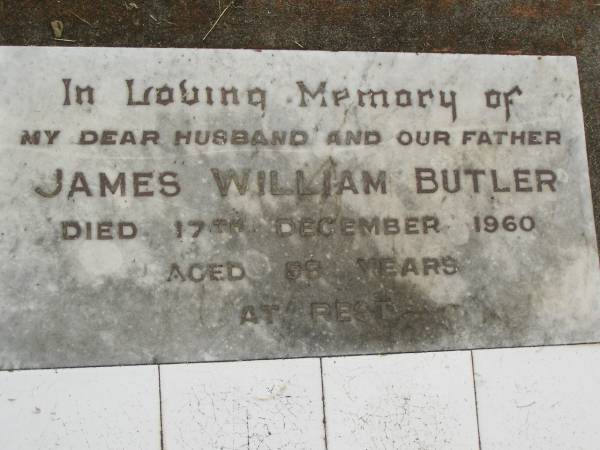 In Loving Memory of
MY DEAR HUSBAND AND OUR FATHER
JAMES WILLIAM BUTLER
DIED 17TH DECEMBER 1960
AGED YEARS
AT REST